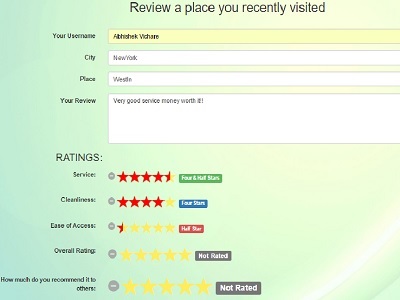 Review a place you recently visited
Your Username
Abhishek Vichare
City
NewYork
Place
Westin
Your Review
Very good service money worth it!!
RATINGS:
Service:
Four & Half Stars
Cleanliness:
Four Stars
Ease of Access:
Half Star
Overall Rating:
Not Rated
How much do you recommend it to
others:
Not Rated